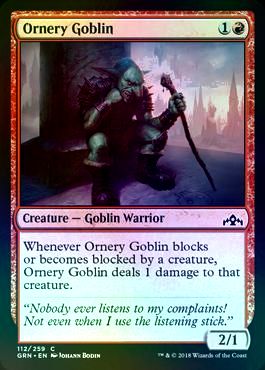 Ornery Goblin 1
Creature — Goblin Warrior
Whenever Ornery Goblin blocks
or becomes blocked by a creature,
Ornery Goblin deals 1 damage to that
creature.
“Nobody ever listens to my complaints!
Not even when I use the listening stick.”
2/1
112/259 C
GRN • EN Johann Bodin
™ & © 2018 Wizards of the Coast